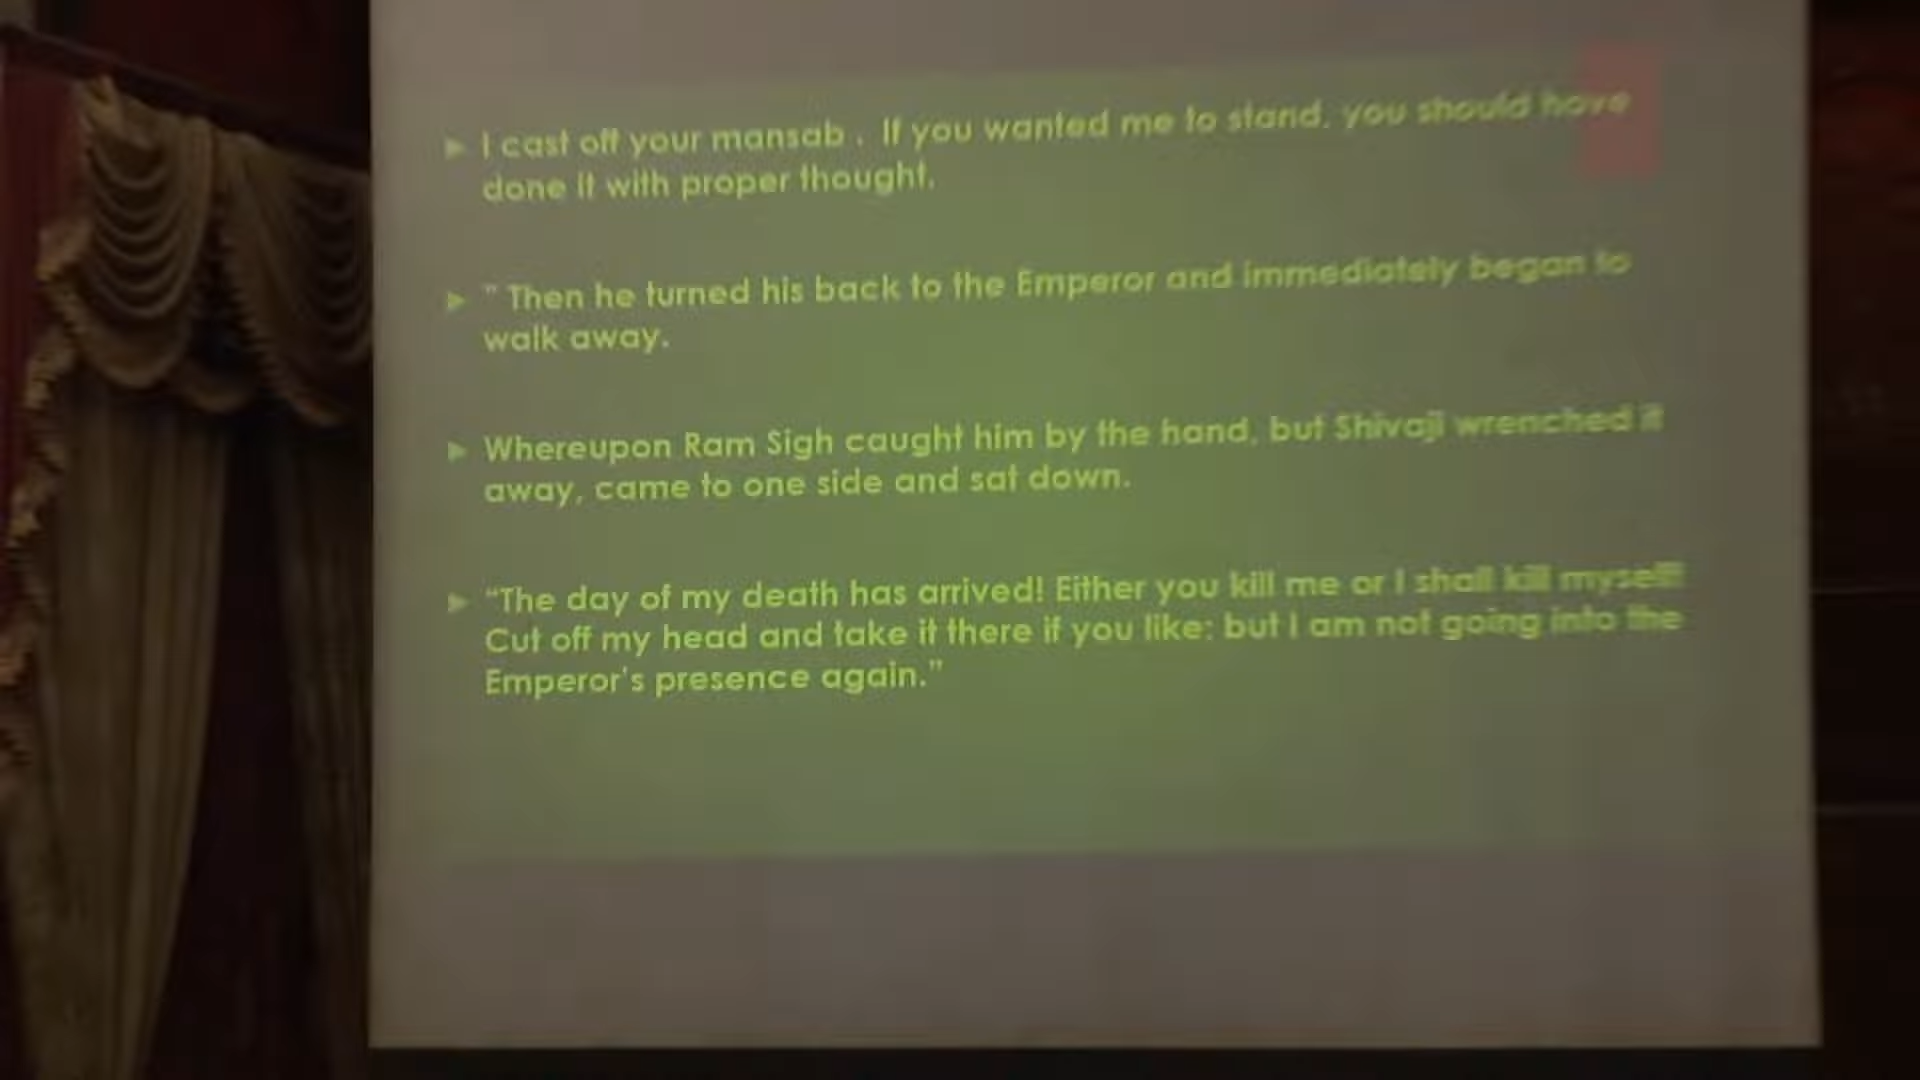 I cast off your mansab . If you wanted me to stand, you should have
done it with proper thought.
" Then he turned his back to the Emperor and immediately began to
walk away.
Whereupon Ram Sigh caught him by the hand, but Shivaji wrenched it
away, came to one side and sat down.
“The day of my death has arrived! Either you kill me or I shall kill myself!
Cut off my head and take it there if you like; but I am not going into the
Emperor's presence again.”